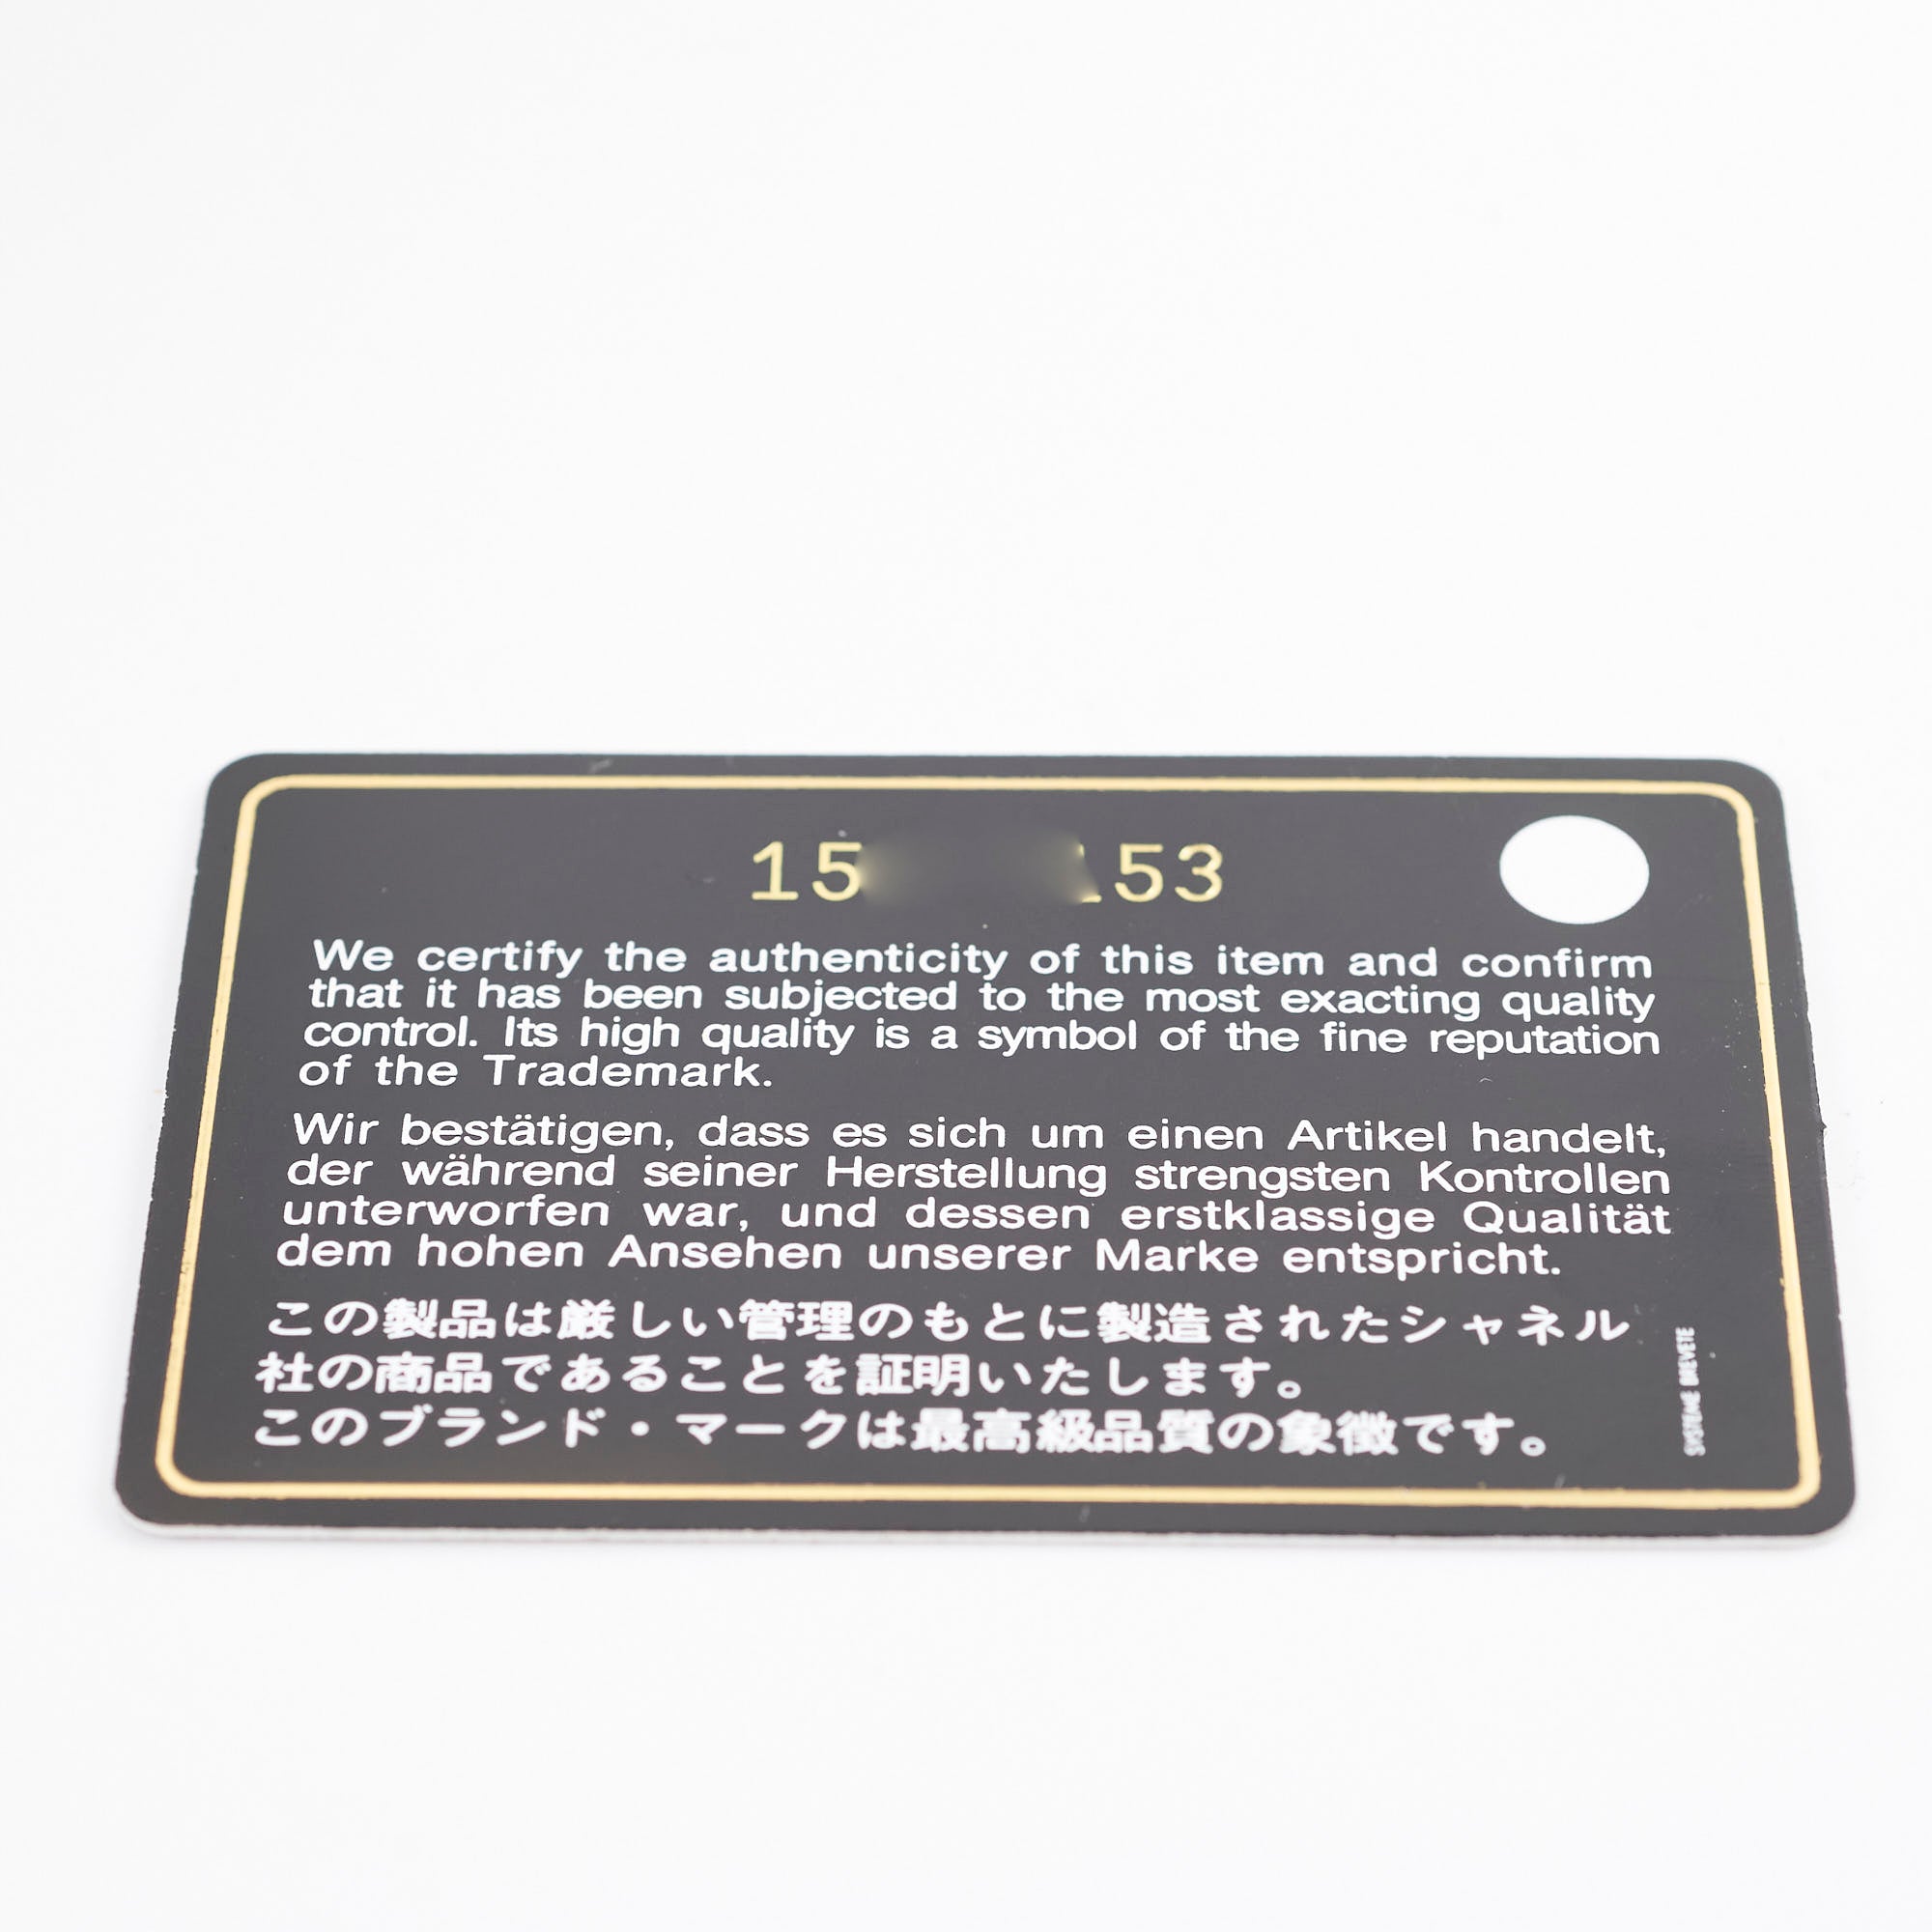 15 153
We certify the authenticity of this item and confirm
that it has been subjected to the most exacting quality
control. Its high quality is a symbol of the fine reputation
of the Trademark.
Wir bestätigen, dass es sich um einen Artikel handelt,
der während seiner Herstellung strengsten Kontrollen
unterworfen war, und dessen erstklassige Qualität
dem hohen Ansehen unserer Marke entspricht.
この製品は厳しい管理のもとに製造されたシャネル
社の商品であることを証明いたします。
このブランド・マークは最高級品質の象徴です。
SYSTEME BREVETE